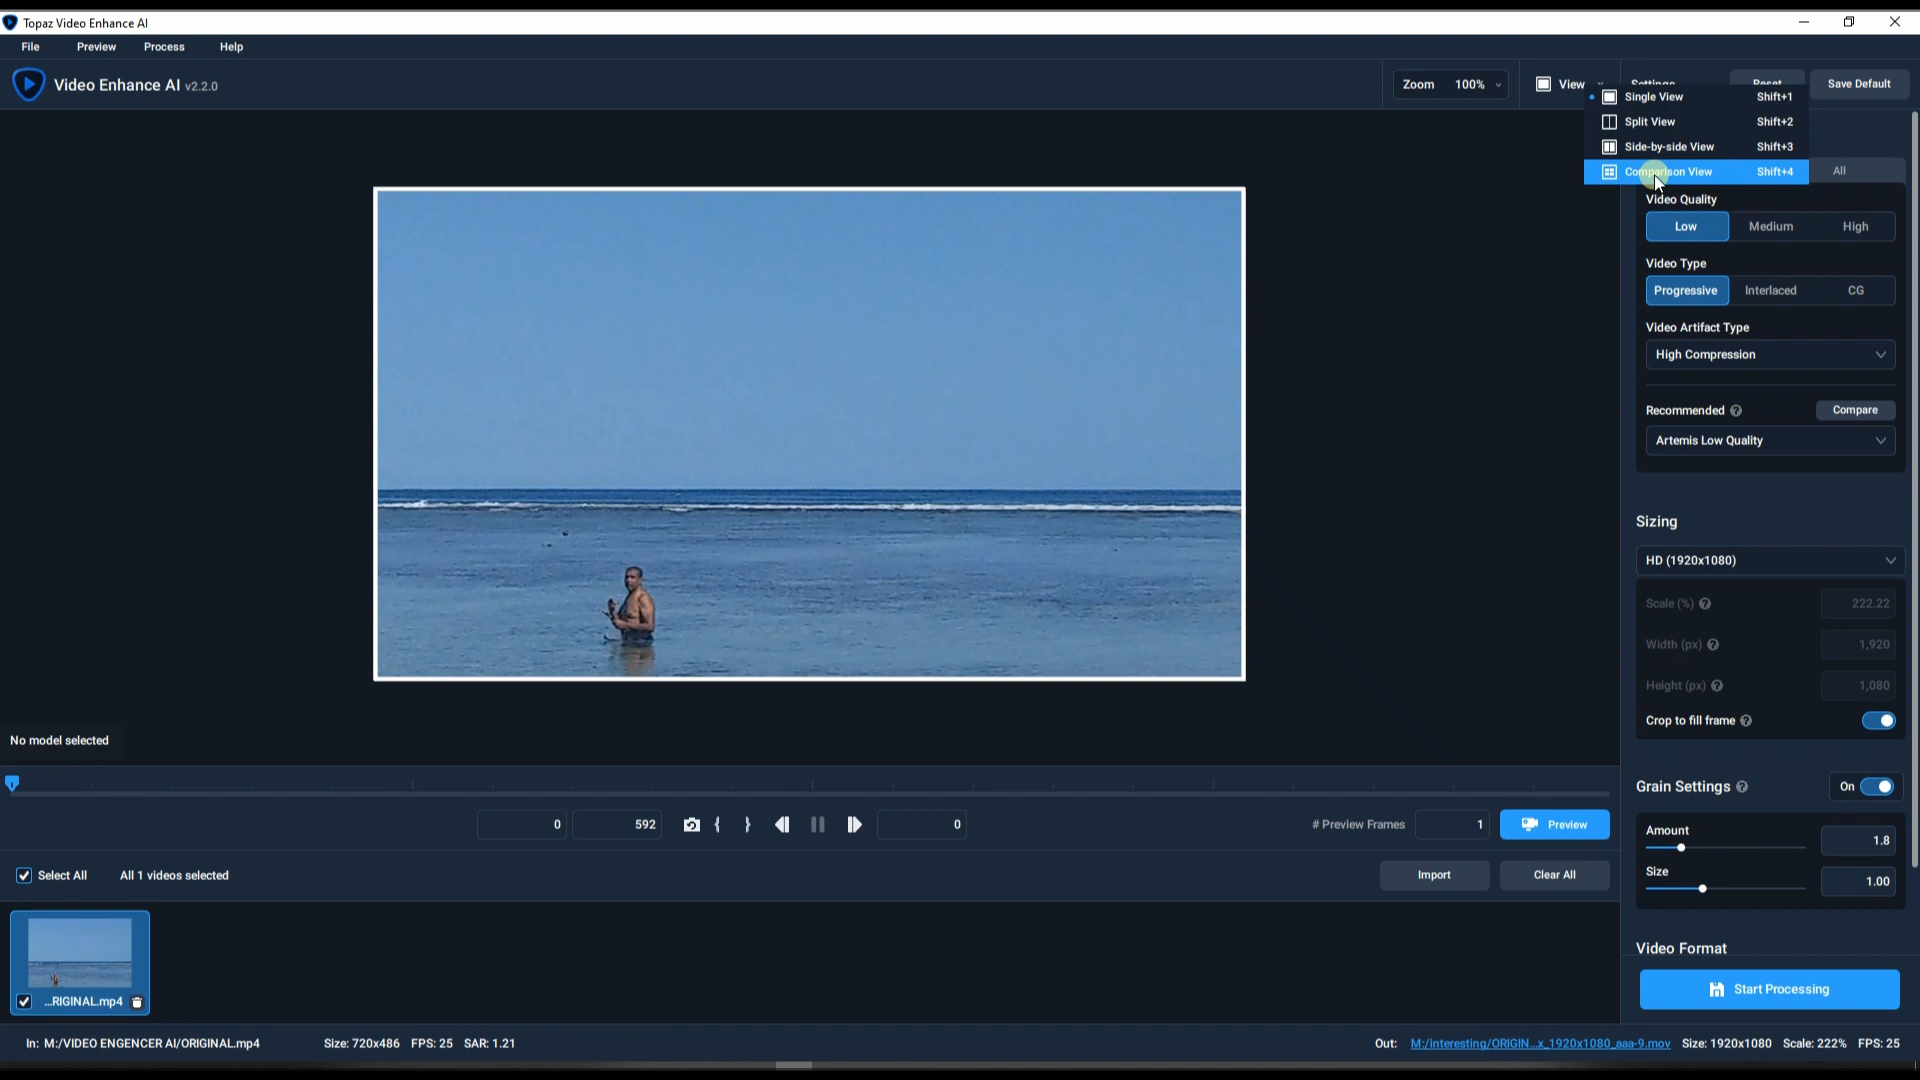 Topaz Video Enhance AI
File Preview Process Help
Video Enhance AI v2.2.0
Zoom 100%
View
Settings
Reset
Save Default
Single View Shift+1
Split View Shift+2
Side-by-side View Shift+3
Comparison View Shift+4
All
Video Quality
Low Medium High
Video Type
Progressive Interlaced CG
Video Artifact Type
High Compression
Recommended ? Compare
Artemis Low Quality
Sizing
HD (1920x1080)
Scale (%) ? 222.22
Width (px) ? 1,920
Height (px) ? 1,080
Crop to fill frame ?
Grain Settings ? On
Amount 1.8
Size 1.00
Video Format
Start Processing
No model selected
0 592 { } 0
# Preview Frames 1 Preview
Select All All 1 videos selected Import Clear All
...RIGINAL.mp4
In: M:/VIDEO ENGENCER AI/ORIGINAL.mp4 Size: 720x486 FPS: 25 SAR: 1.21
Out: M:/interesting/ORIGIN...x_1920x1080_aaa-9.mov Size: 1920x1080 Scale: 222% FPS: 25